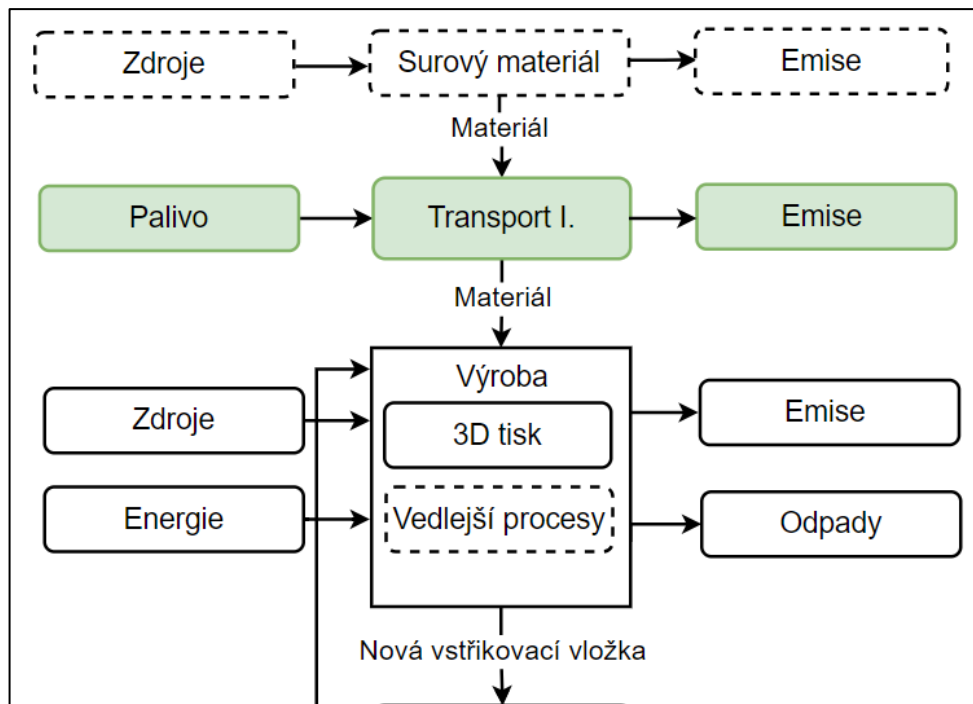 Zdroje
Surový materiál
Emise
Materiál
Palivo
Transport I.
Emise
Materiál
Výroba
Zdroje
3D tisk
Emise
Energie
Vedlejší procesy
Odpady
Nová vstřikovací vložka